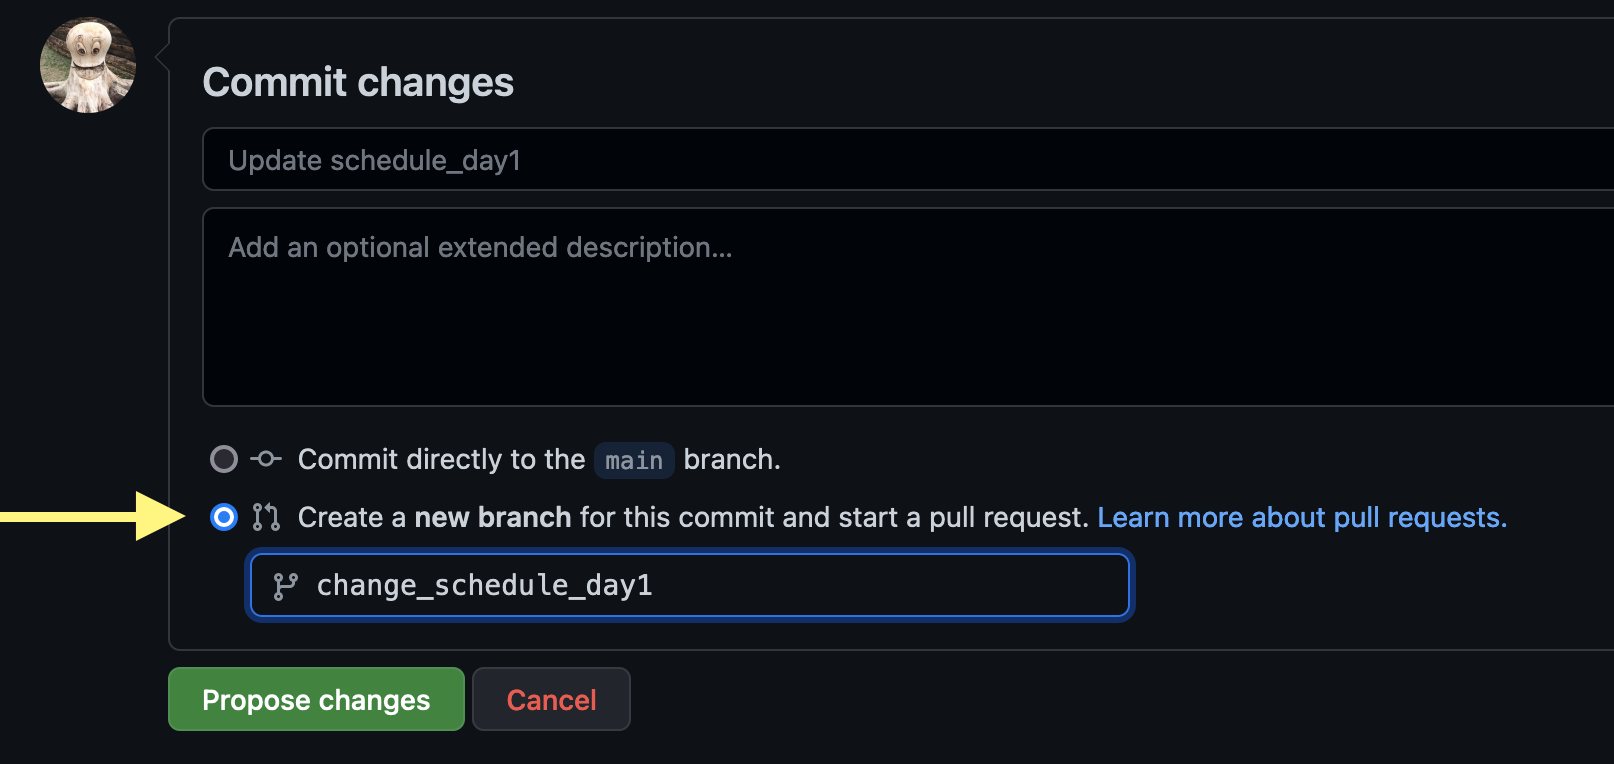 Commit changes
Update schedule_day1
Add an optional extended description...
Commit directly to the main branch.
Create a new branch for this commit and start a pull request. Learn more about pull requests.
change_schedule_day1
Propose changes Cancel